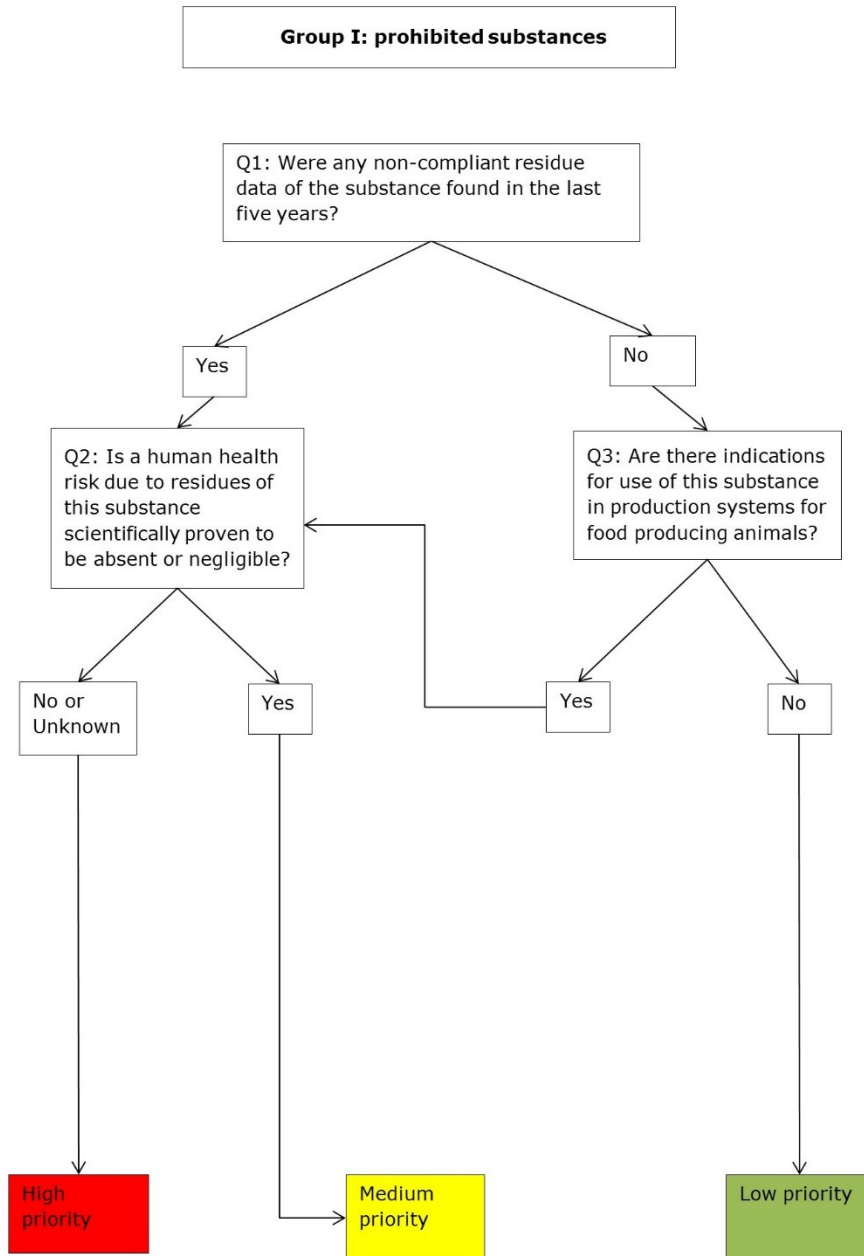 Group I: prohibited substances
Q1: Were any non-compliant residue
data of the substance found in the last
five years?
Yes
No
Q2: Is a human health
risk due to residues of
this substance
scientifically proven to
be absent or negligible?
Q3: Are there indications
for use of this substance
in production systems for
food producing animals?
No or
Unknown
Yes
Yes
No
High
priority
Medium
priority
Low priority